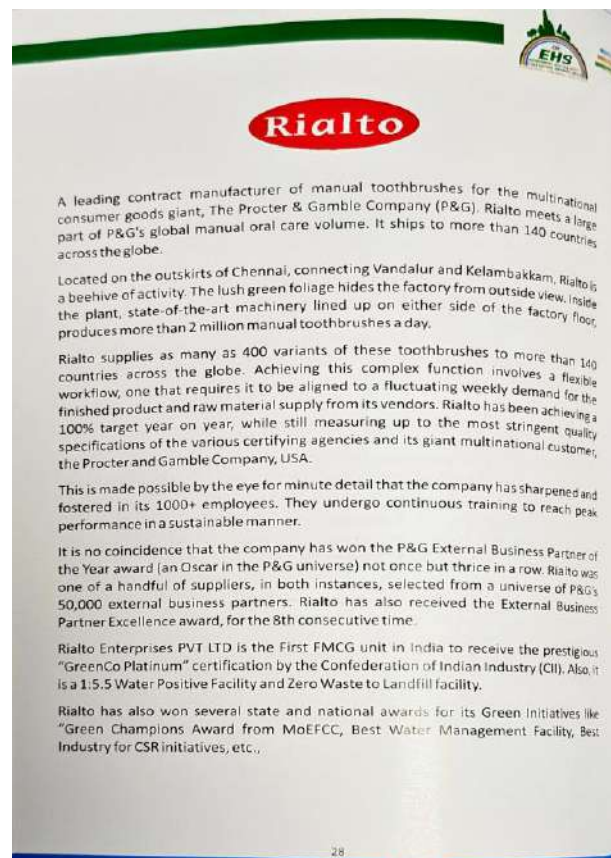 EHS
Rialto
A leading contract manufacturer of manual toothbrushes for the multinational
consumer goods giant, The Procter & Gamble Company (P&G). Rialto meets a large
part of P&G's global manual oral care volume. It ships to more than 140 countries
across the globe.
Located on the outskirts of Chennai, connecting Vandalur and Kelambakkam, Rialto is
a beehive of activity. The lush green foliage hides the factory from outside view. Inside
the plant, state-of-the-art machinery lined up on either side of the factory floor,
produces more than 2 million manual toothbrushes a day.
Rialto supplies as many as 400 variants of these toothbrushes to more than 140
countries across the globe. Achieving this complex function involves a flexible
workflow, one that requires it to be aligned to a fluctuating weekly demand for the
finished product and raw material supply from its vendors. Rialto has been achieving a
100% target year on year, while still measuring up to the most stringent quality
specifications of the various certifying agencies and its giant multinational customer,
the Procter and Gamble Company, USA.
This is made possible by the eye for minute detail that the company has sharpened and
fostered in its 1000+ employees. They undergo continuous training to reach peak
performance in a sustainable manner.
It is no coincidence that the company has won the P&G External Business Partner of
the Year award (an Oscar in the P&G universe) not once but thrice in a row. Rialto was
one of a handful of suppliers, in both instances, selected from a universe of P&G's
50,000 external business partners. Rialto has also received the External Business
Partner Excellence award, for the 8th consecutive time.
Rialto Enterprises PVT LTD is the First FMCG unit in India to receive the prestigious
"GreenCo Platinum" certification by the Confederation of Indian Industry (CII). Also, it
is a 1:5.5 Water Positive Facility and Zero Waste to Landfill facility.
Rialto has also won several state and national awards for its Green Initiatives like
"Green Champions Award from MoEFCC, Best Water Management Facility, Best
Industry for CSR initiatives, etc.,
28